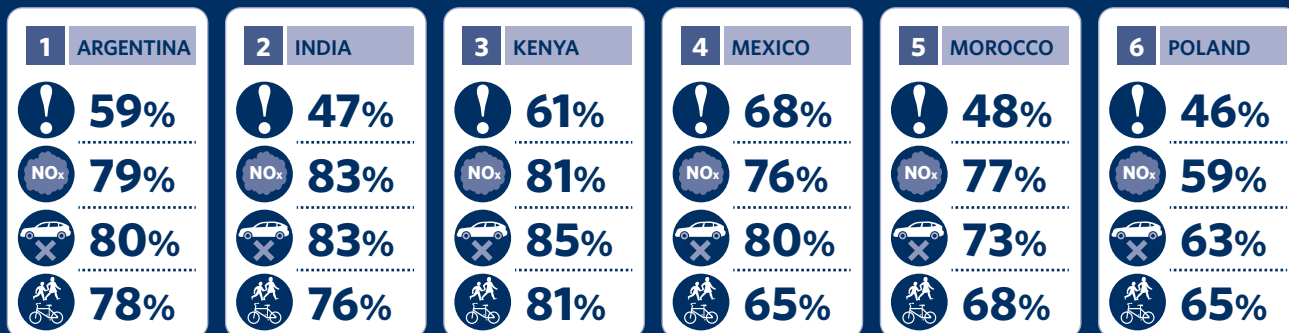 1 ARGENTINA
! 59%
NOx 79%
80%
78%
2 INDIA
! 47%
NOx 83%
83%
76%
3 KENYA
! 61%
NOx 81%
85%
81%
4 MEXICO
! 68%
NOx 76%
80%
65%
5 MOROCCO
! 48%
NOx 77%
73%
68%
6 POLAND
! 46%
NOx 59%
63%
65%